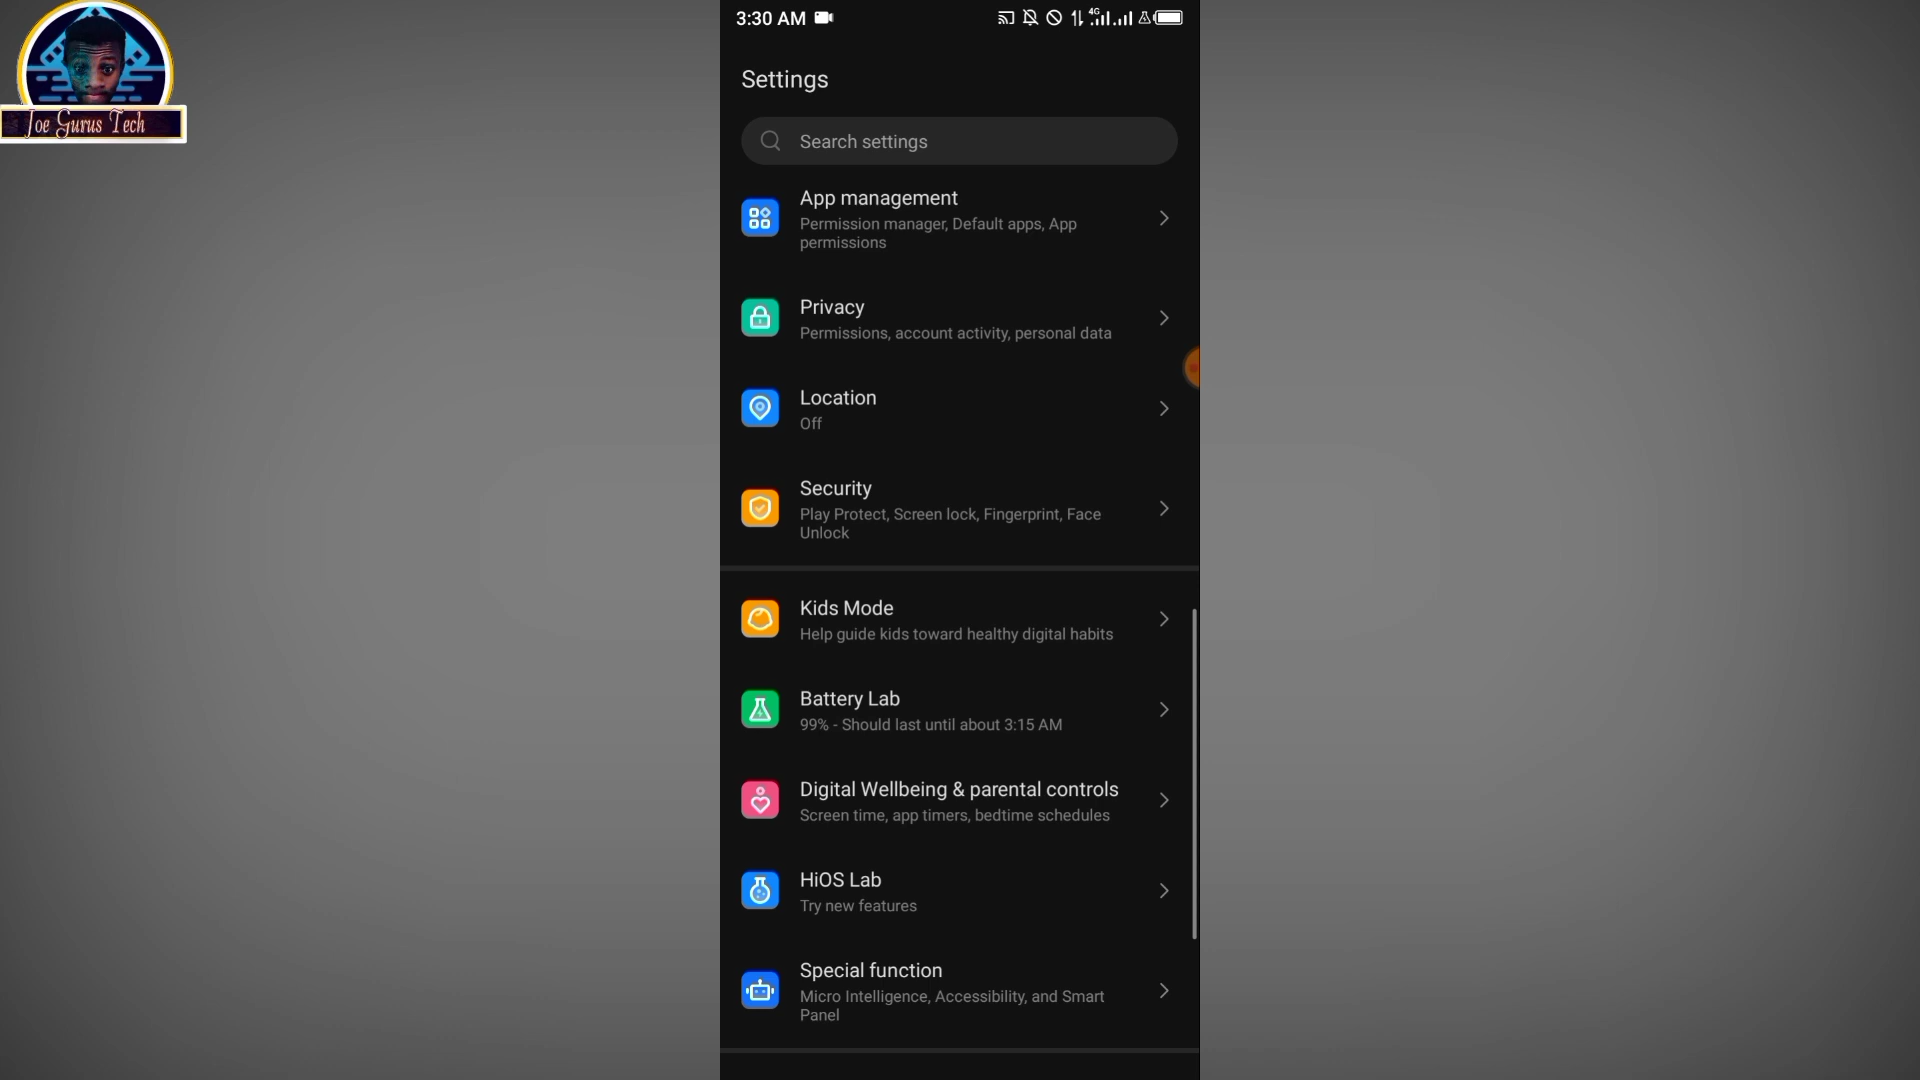 Joe Gurus Tech
3:30 AM
4G
Settings
Search settings
App management
Permission manager, Default apps, App
permissions
Privacy
Permissions, account activity, personal data
Location
Off
Security
Play Protect, Screen lock, Fingerprint, Face
Unlock
Kids Mode
Help guide kids toward healthy digital habits
Battery Lab
99% - Should last until about 3:15 AM
Digital Wellbeing & parental controls
Screen time, app timers, bedtime schedules
HiOS Lab
Try new features
Special function
Micro Intelligence, Accessibility, and Smart
Panel